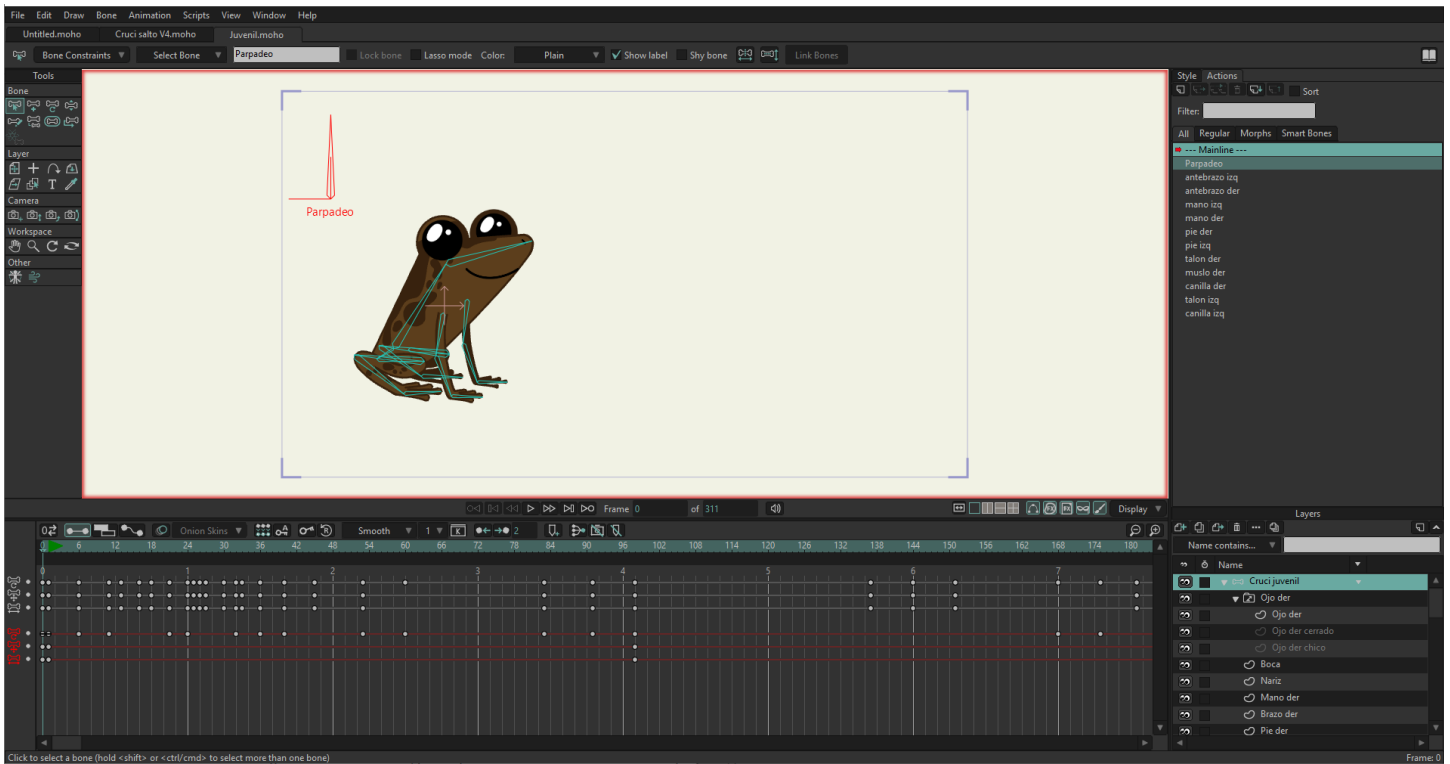 File Edit Draw Bone Animation Scripts View Window Help
Untitled.moho Cruci salto V4.moho Juvenil.moho
Bone Constraints Select Bone Parpadeo Lock bone Lasso mode Color: Plain Show label Shy bone Link Bones
Tools
Bone
Layer
T
Camera
Workspace
Other
Parpadeo
Style Actions
Sort
Filter:
All Regular Morphs Smart Bones
--- Mainline ---
Parpadeo
antebrazo izq
antebrazo der
mano izq
mano der
pie der
pie izq
talon der
muslo der
canilla der
talon izq
canilla izq
Frame 0 of 311 Display
Onion Skins Smooth 1 2
0 6 12 18 24 30 36 42 48 54 60 66 72 78 84 90 96 102 108 114 120 126 132 138 144 150 156 162 168 174 180
0 1 2 3 4 5 6 7
Layers
Name contains...
Name
Cruci juvenil
Ojo der
Ojo der
Ojo der cerrado
Ojo der chico
Boca
Nariz
Mano der
Brazo der
Pie der
Click to select a bone (hold <shift> or <ctrl/cmd> to select more than one bone) Frame: 0